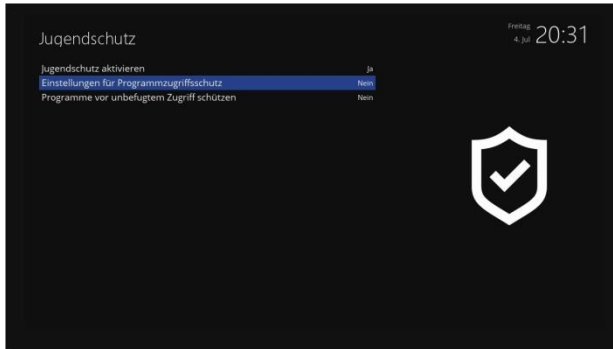 Jugendschutz
Freitag
4. Jul 20:31
Jugendschutz aktivieren Ja
Einstellungen für Programmzugriffsschutz Nein
Programme vor unbefugtem Zugriff schützen Nein